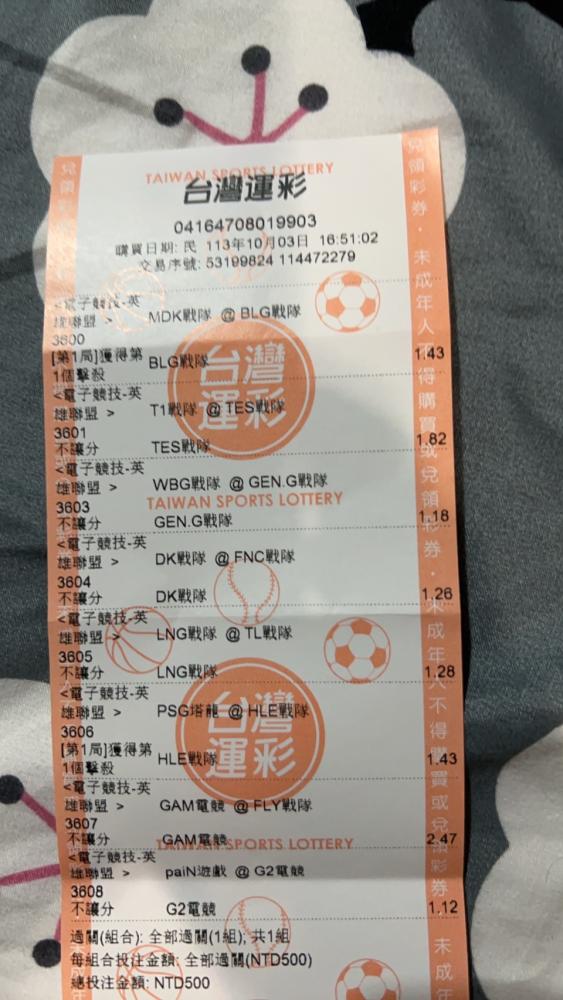 TAIWAN SPORTS LOTTERY
台灣運彩
04164708019903
購買日期: 民 113年10月03日 16:51:02
交易序號: 53199824 114472279
<電子競技-英
雄聯盟 > MDK戰隊 @ BLG戰隊
3600
[第1局]獲得第
1個擊殺 BLG戰隊 1.43
<電子競技-英
雄聯盟 > T1戰隊 @ TES戰隊
3601
不讓分 TES戰隊 1.82
<電子競技-英
雄聯盟 > WBG戰隊 @ GEN.G戰隊
3603
TAIWAN SPORTS LOTTERY
不讓分 GEN.G戰隊 1.18
<電子競技-英
雄聯盟 > DK戰隊 @ FNC戰隊
3604
不讓分 DK戰隊 1.26
<電子競技-英
雄聯盟 > LNG戰隊 @ TL戰隊
3605
不讓分 LNG戰隊 1.28
<電子競技-英
雄聯盟 > PSG塔龍 @ HLE戰隊
3606
[第1局]獲得第
1個擊殺 HLE戰隊 1.43
<電子競技-英
雄聯盟 > GAM電競 @ FLY戰隊
3607
不讓分 GAM電競 2.47
TAIWAN SPORTS LOTTERY
<電子競技-英
雄聯盟 > paiN遊戲 @ G2電競
3608
不讓分 G2電競 1.12
過關(組合): 全部過關(1組); 共1組
每組合投注金額: 全部過關(NTD500)
總投注金額: NTD500
台灣運彩
台灣運彩
兌領彩券．未成年人不得購買或兌領彩券．未成年人不得購買或兌領彩券．未成年